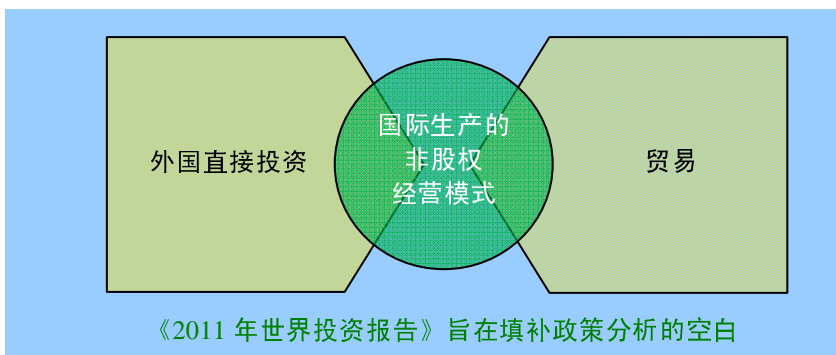 外国直接投资
国际生产的
非股权
经营模式
贸易
《2011 年世界投资报告》旨在填补政策分析的空白